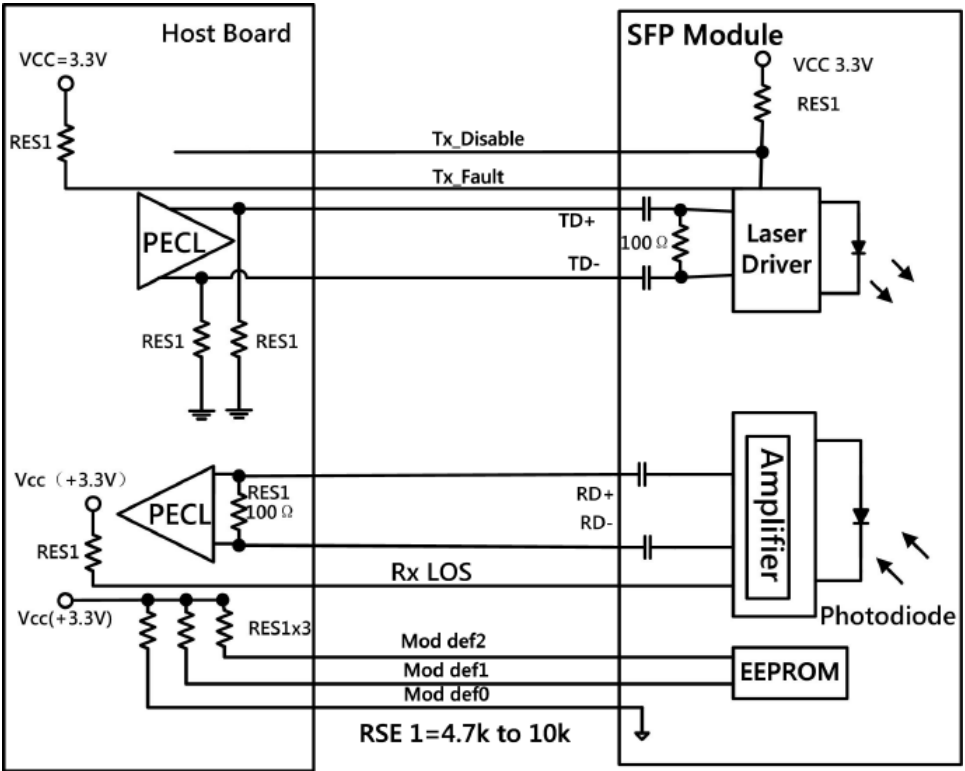 Host Board
SFP Module
VCC=3.3V
VCC 3.3V
RES1
RES1
Tx_Disable
Tx_Fault
PECL
TD+
100Ω
TD-
Laser
Driver
RES1
RES1
Vcc（+3.3V）
PECL
RES1
100Ω
RD+
RD-
Amplifier
RES1
Rx LOS
Vcc(+3.3V)
RES1x3
Photodiode
Mod def2
Mod def1
Mod def0
EEPROM
RSE 1=4.7k to 10k